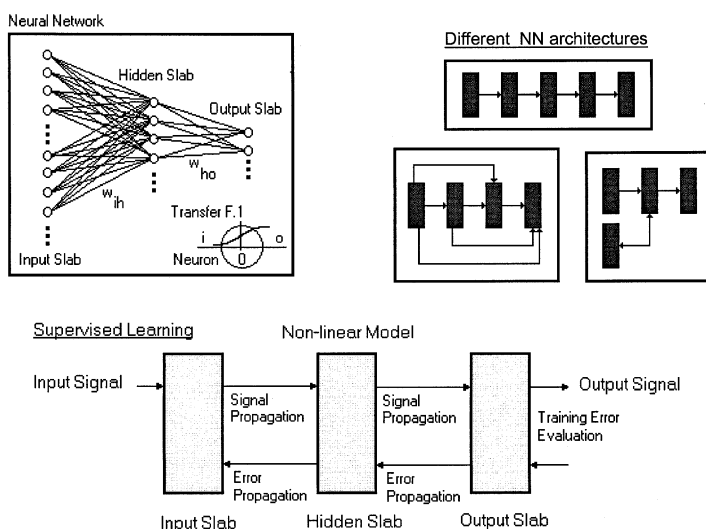 Neural Network
Hidden Slab
Output Slab
w ho
w ih
Transfer F.1
i
o
Neuron
0
Input Slab
Different NN architectures
Supervised Learning
Non-linear Model
Input Signal
Signal
Propagation
Signal
Propagation
Output Signal
Training Error
Evaluation
Error
Propagation
Error
Propagation
Input Slab
Hidden Slab
Output Slab